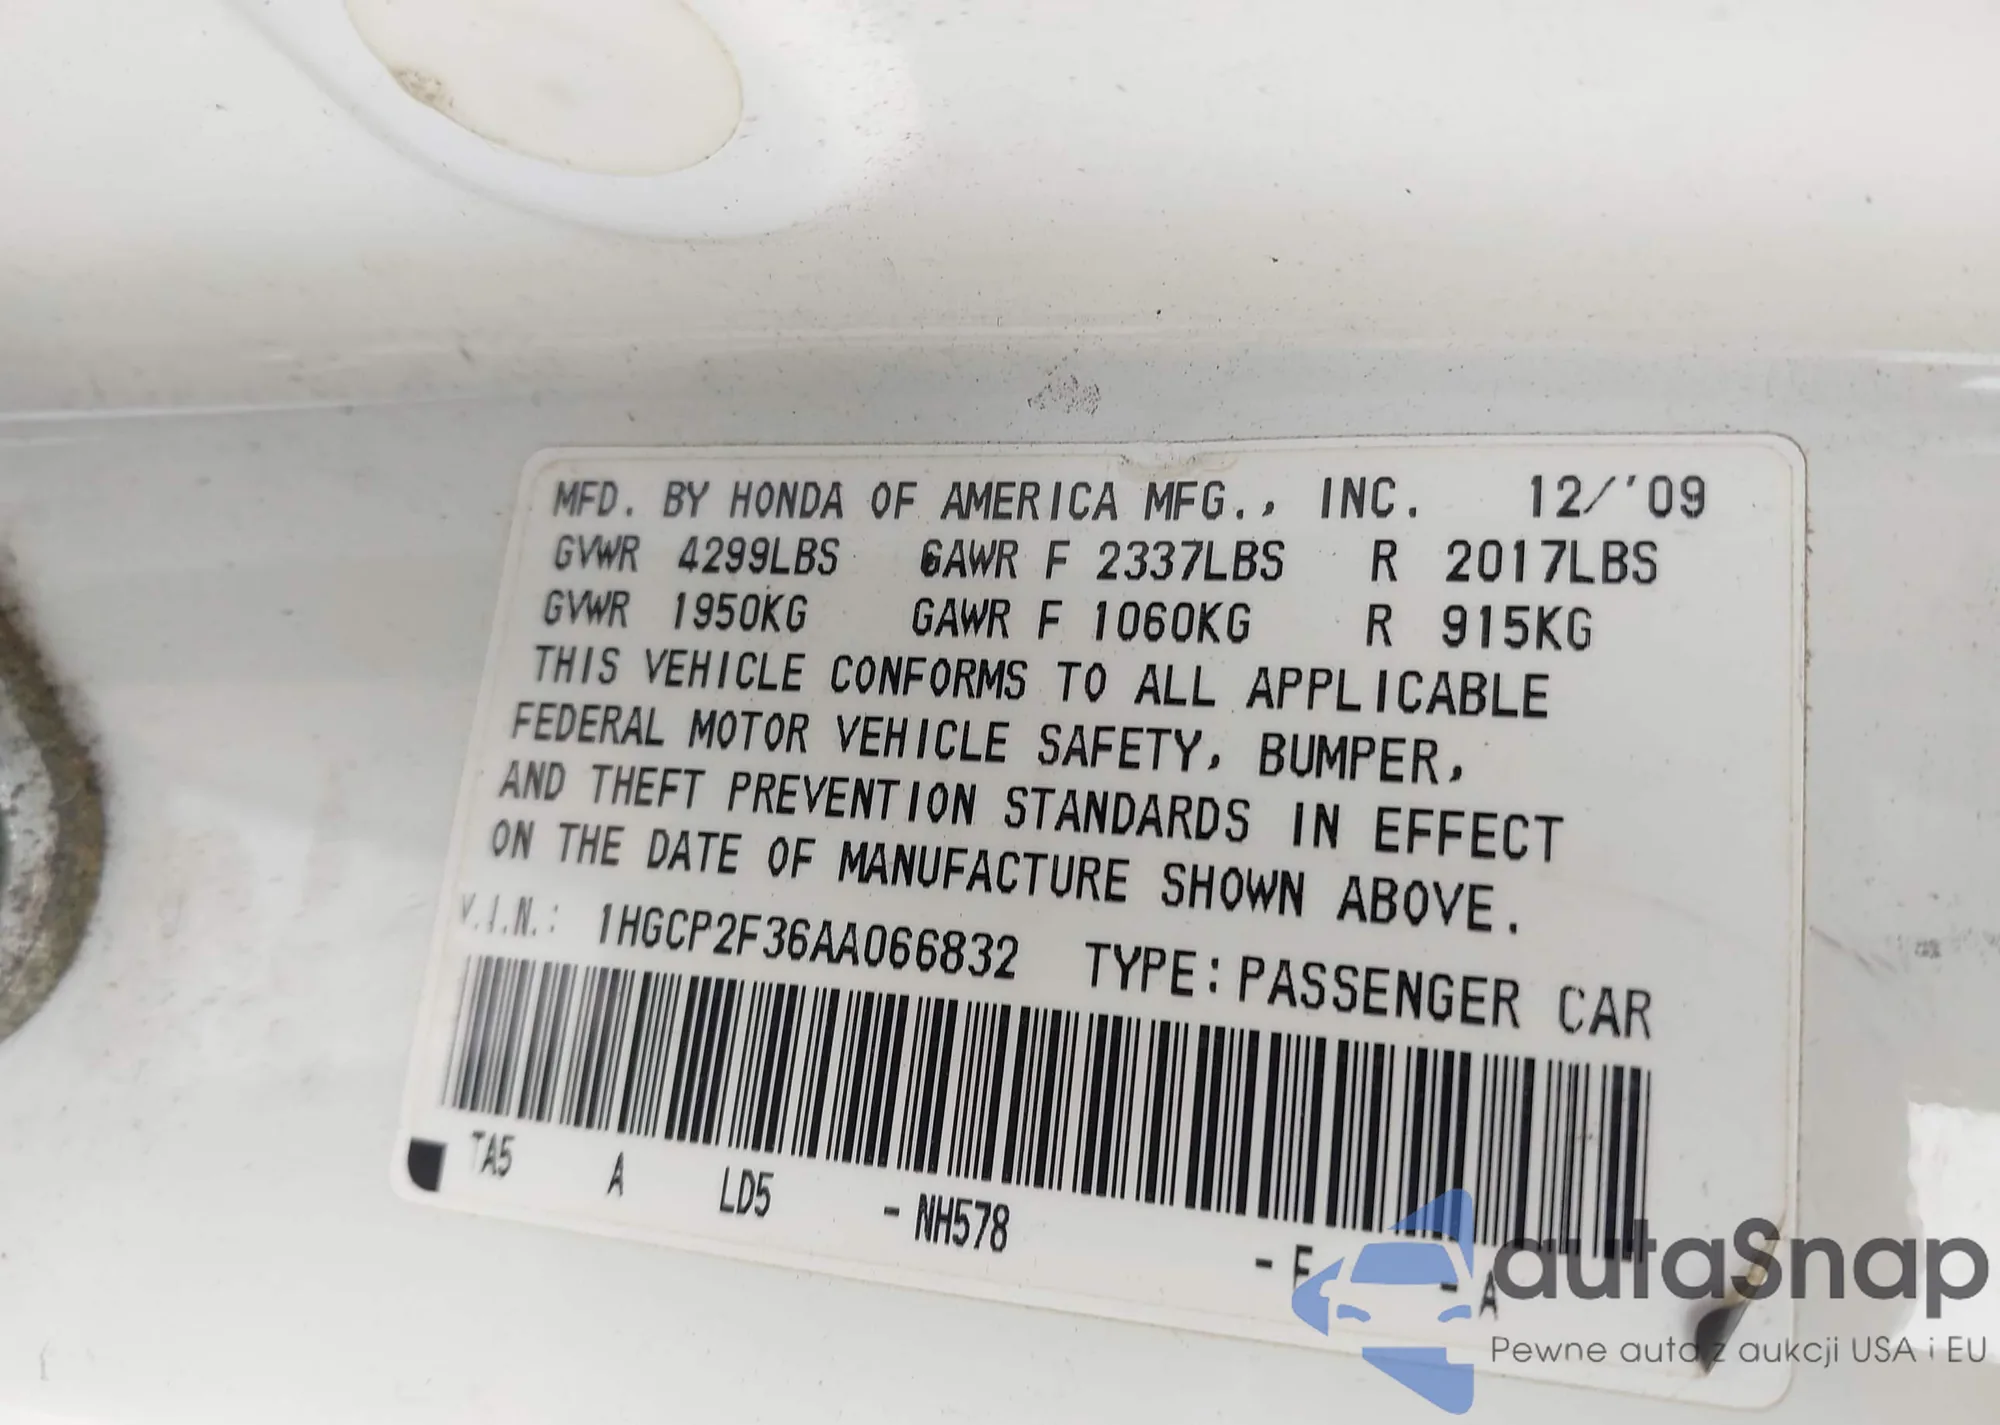 MFD. BY HONDA OF AMERICA MFG., INC. 12/'09
GVWR 4299LBS GAWR F 2337LBS R 2017LBS
GVWR 1950KG GAWR F 1060KG R 915KG
THIS VEHICLE CONFORMS TO ALL APPLICABLE
FEDERAL MOTOR VEHICLE SAFETY, BUMPER,
AND THEFT PREVENTION STANDARDS IN EFFECT
ON THE DATE OF MANUFACTURE SHOWN ABOVE.
V.I.N.: 1HGCP2F36AA066832 TYPE: PASSENGER CAR
TA5 A LD5 - NH578 - E - A
autaSnap
Pewne auta z aukcji USA i EU